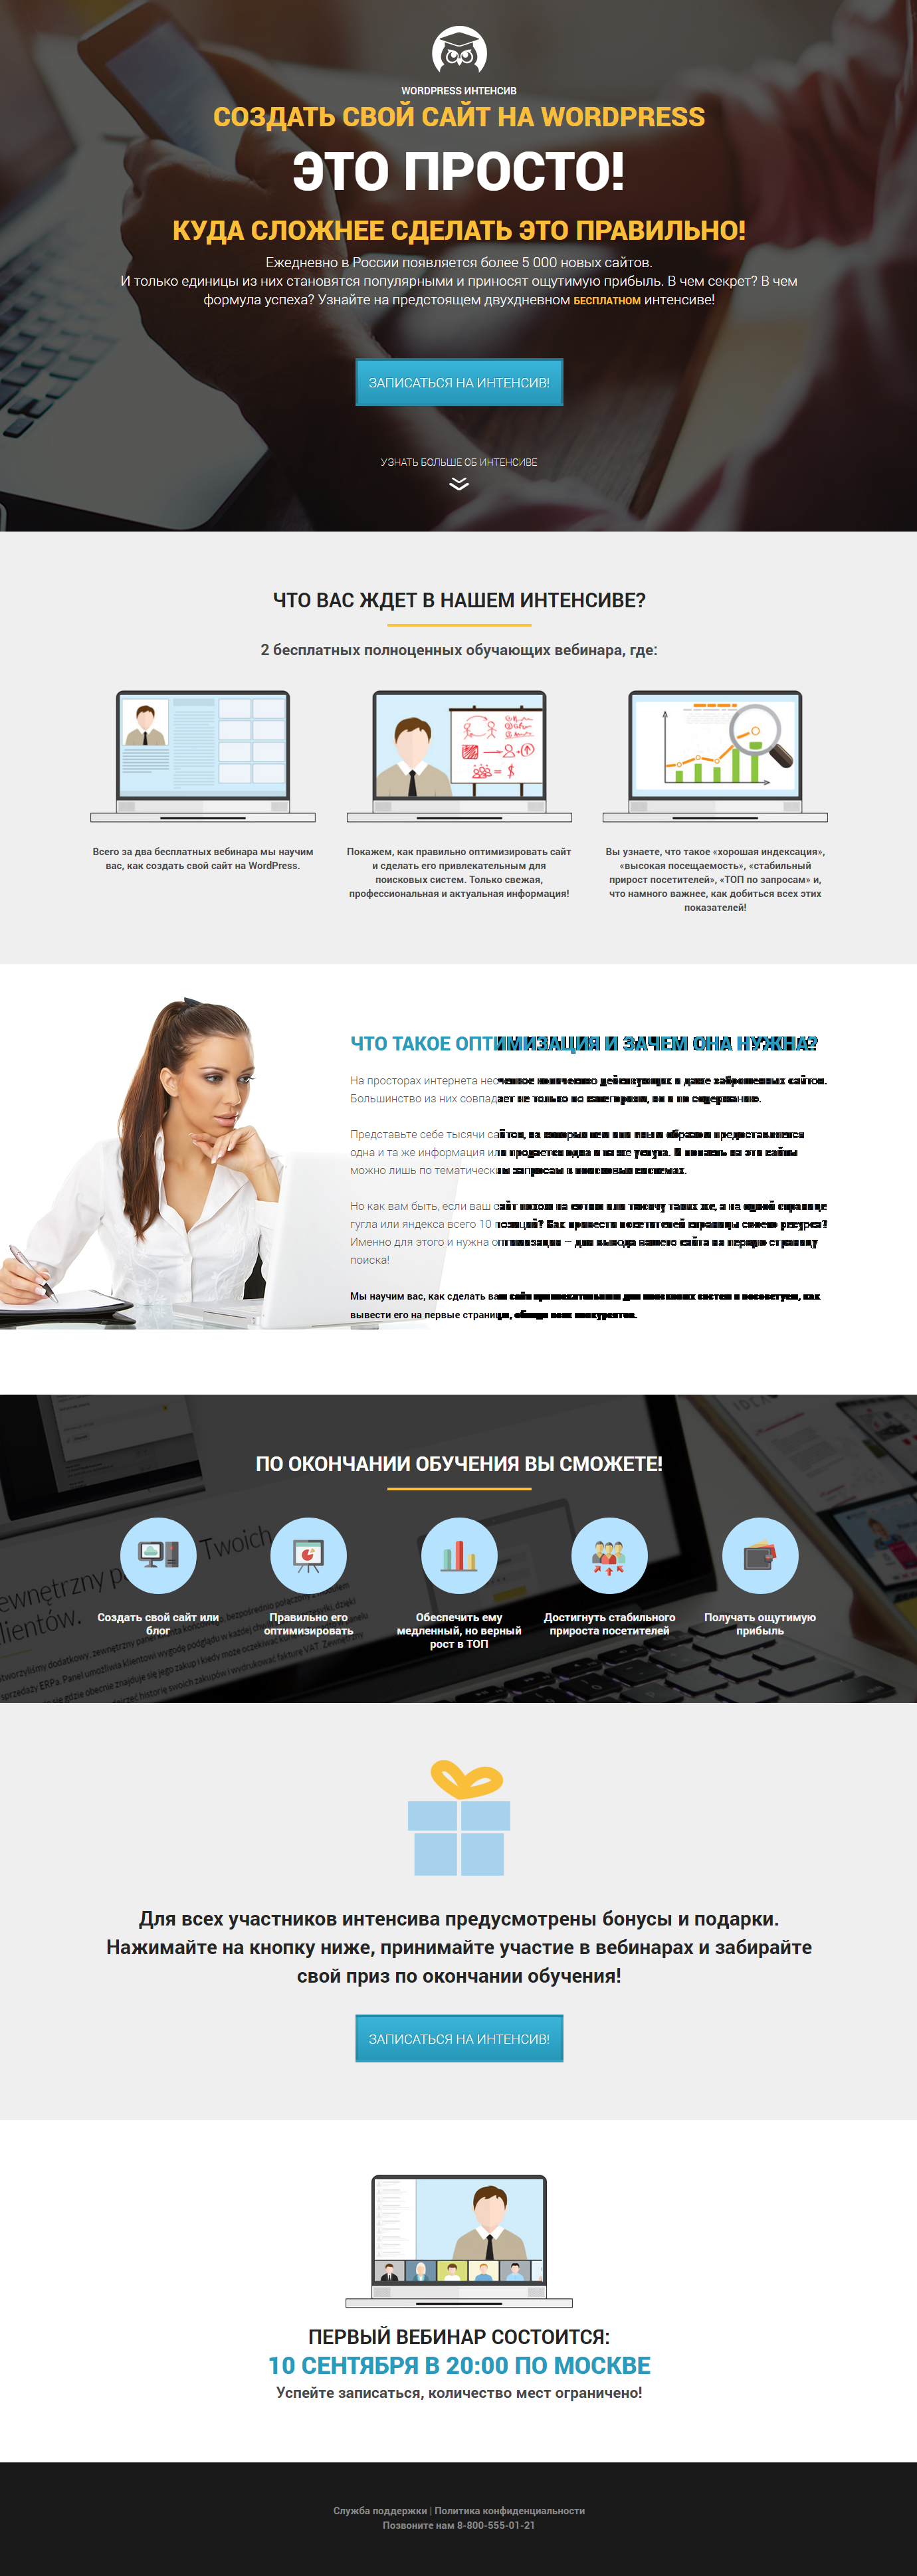 WORDPRESS ИНТЕНСИВ
СОЗДАТЬ СВОЙ САЙТ НА WORDPRESS
ЭТО ПРОСТО!
КУДА СЛОЖНЕЕ СДЕЛАТЬ ЭТО ПРАВИЛЬНО!
Ежедневно в России появляется более 5 000 новых сайтов.
И только единицы из них становятся популярными и приносят ощутимую прибыль. В чем секрет? В чем
формула успеха? Узнайте на предстоящем двухдневном БЕСПЛАТНОМ интенсиве!
ЗАПИСАТЬСЯ НА ИНТЕНСИВ!
УЗНАТЬ БОЛЬШЕ ОБ ИНТЕНСИВЕ
ЧТО ВАС ЖДЕТ В НАШЕМ ИНТЕНСИВЕ?
2 бесплатных полноценных обучающих вебинара, где:
Всего за два бесплатных вебинара мы научим
вас, как создать свой сайт на WordPress.
Покажем, как правильно оптимизировать сайт
и сделать его привлекательным для
поисковых систем. Только свежая,
профессиональная и актуальная информация!
Вы узнаете, что такое «хорошая индексация»,
«высокая посещаемость», «стабильный
прирост посетителей», «ТОП по запросам» и,
что намного важнее, как добиться всех этих
показателей!
ЧТО ТАКОЕ ОПТИМИЗАЦИЯ И ЗАЧЕМ ОНА НУЖНА?
На просторах интернета количество действующих и даже заброшенных сайтов.
Большинство из них совпадает не только по но и по содержанию.
Представьте себе тысячи сайтов, на которых образом предоставляется
одна и та же информация или продается одна и та же услуга. И попасть на эти сайты
можно лишь по тематическим запросам в поисковых системах.
Но как вам быть, если ваш сайт похож на сотни или тысячу таких же, а на одной странице
гугла или яндекса всего 10 позиций? Как привести посетителей именно ресурса?
Именно для этого и нужна оптимизация – для вывода вашего сайта на первую страницу
поиска!
Мы научим вас, как сделать ваш сайт для поисковых систем и как
вывести его на первые страницы, обойдя всех конкурентов.
ПО ОКОНЧАНИИ ОБУЧЕНИЯ ВЫ СМОЖЕТЕ!
Twoich
lientów.
Создать свой сайт или
блог
Правильно его
оптимизировать
Обеспечить ему
медленный, но верный
рост в ТОП
Достигнуть стабильного
прироста посетителей
Получать ощутимую
прибыль
Для всех участников интенсива предусмотрены бонусы и подарки.
Нажимайте на кнопку ниже, принимайте участие в вебинарах и забирайте
свой приз по окончании обучения!
ЗАПИСАТЬСЯ НА ИНТЕНСИВ!
ПЕРВЫЙ ВЕБИНАР СОСТОИТСЯ:
10 СЕНТЯБРЯ В 20:00 ПО МОСКВЕ
Успейте записаться, количество мест ограничено!
Служба поддержки | Политика конфиденциальности
Позвоните нам 8-800-555-01-21